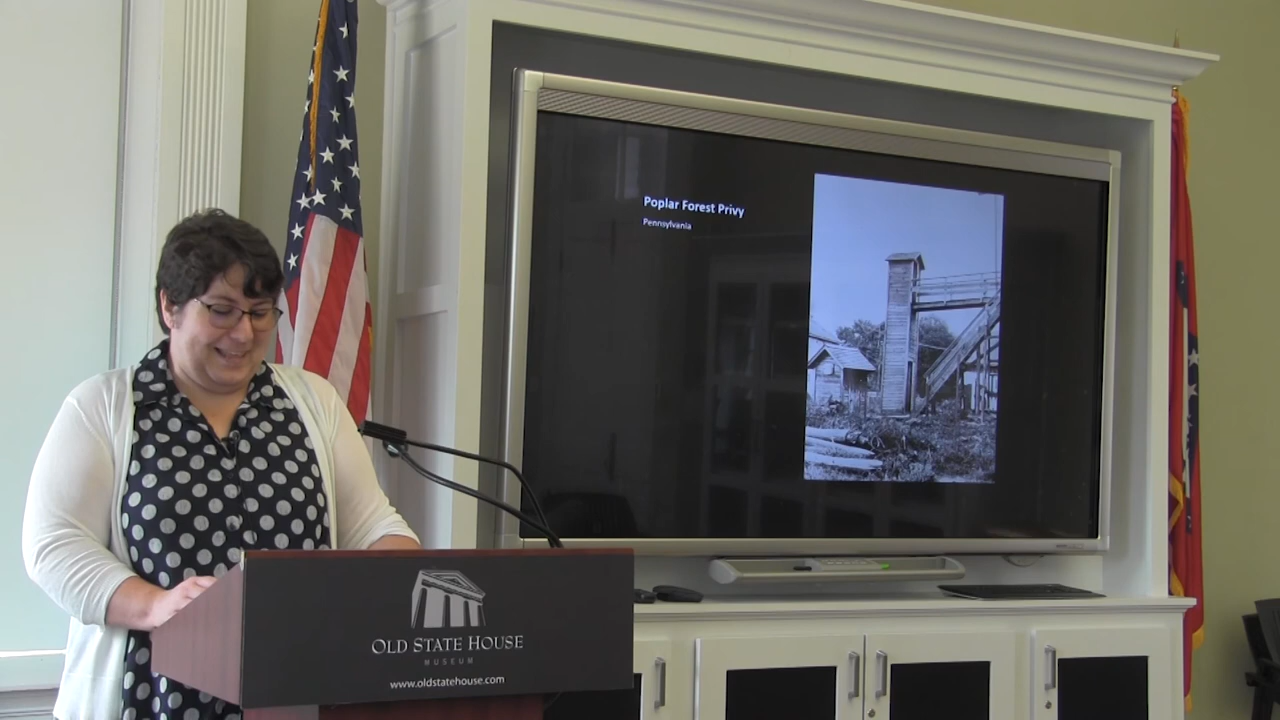 Poplar Forest Privy
Pennsylvania
OLD STATE HOUSE
MUSEUM
www.oldstatehouse.com